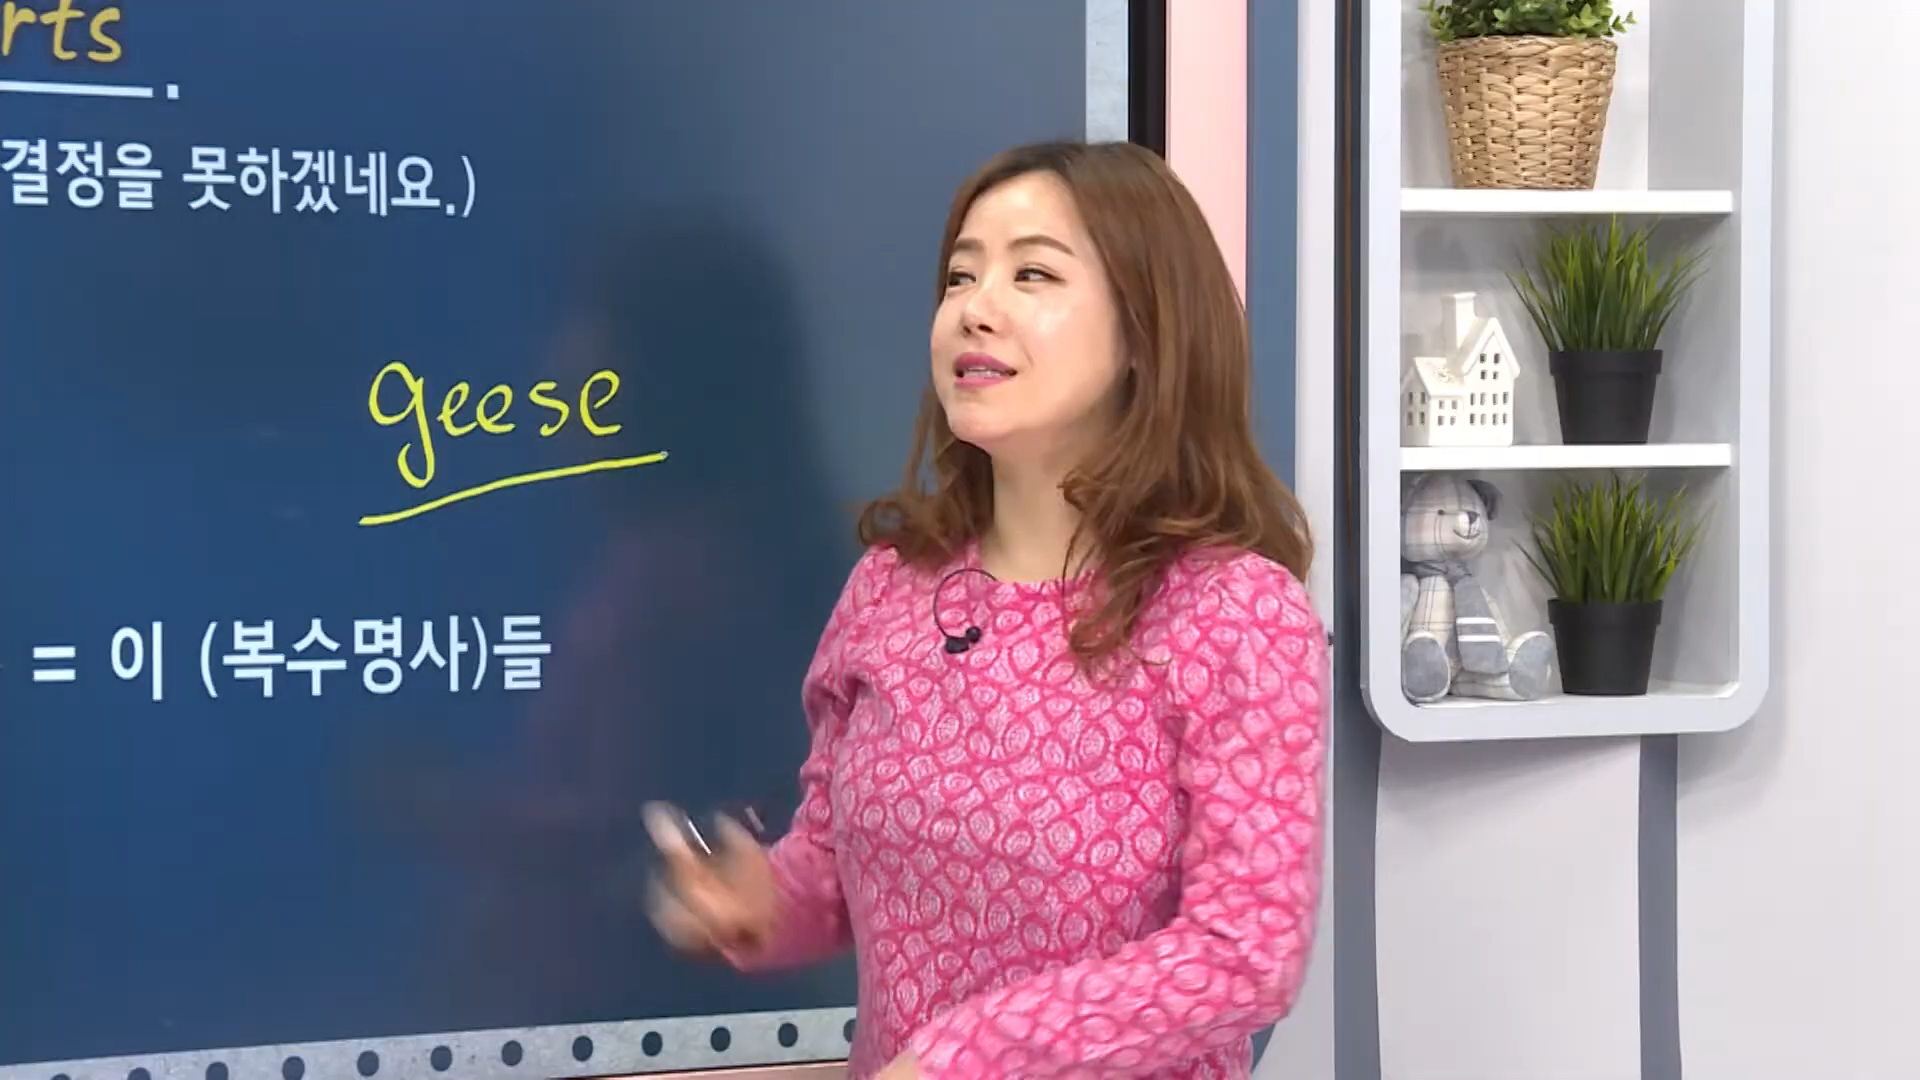 rts
.
결정을 못하겠네요.)
geese
= 이 (복수명사)들